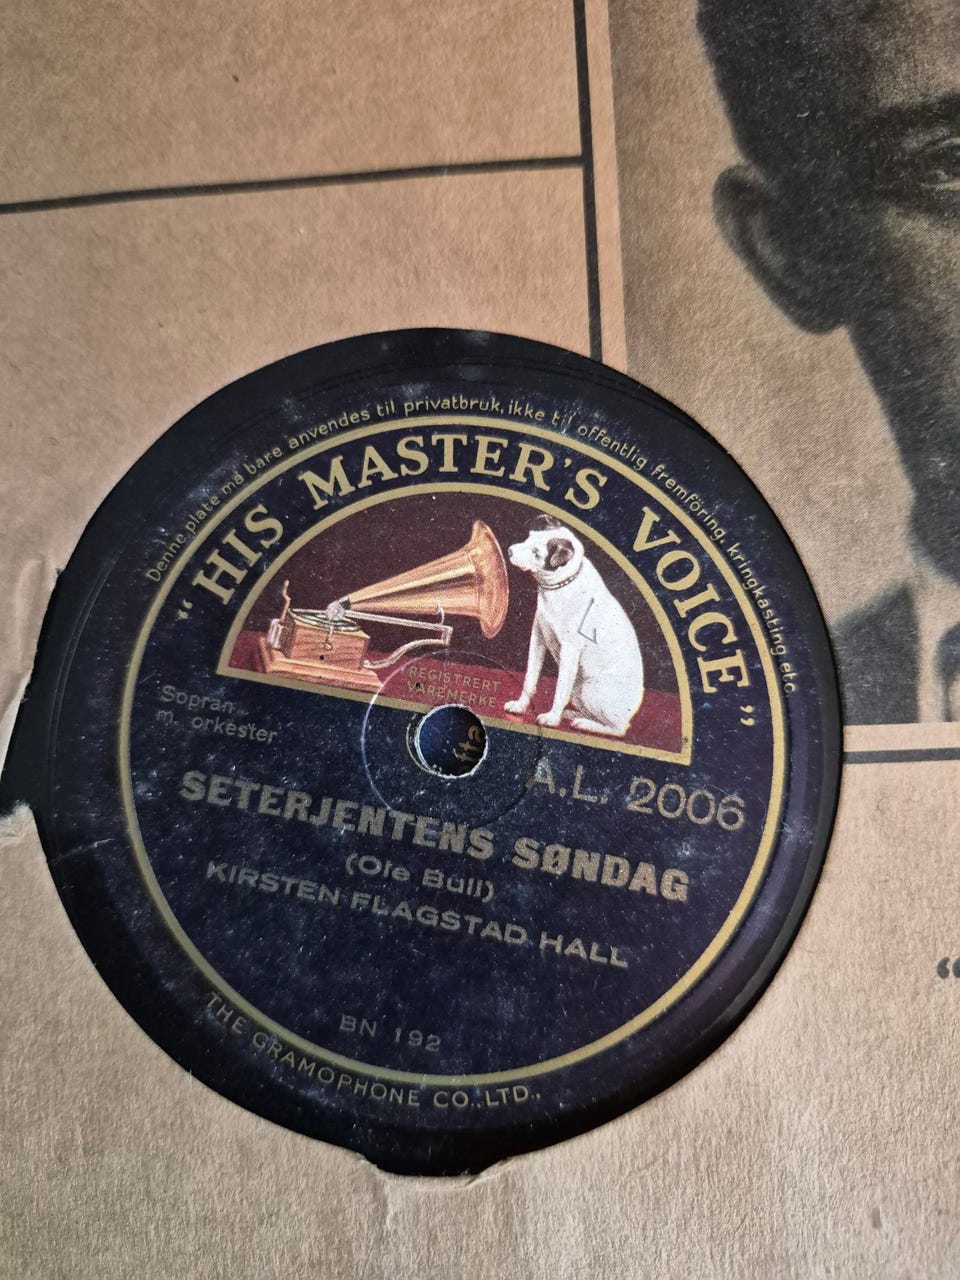 Denne plate må bare anvendes til privatbruk, ikke til offentlig fremföring, kringkasting etc.
"HIS MASTER'S VOICE"
REGISTRERT
VAREMERKE
Sopran
m. orkester
A.L. 2006
SETERJENTENS SØNDAG
(Ole Bull)
KIRSTEN FLAGSTAD HALL
BN 192
THE GRAMOPHONE CO., LTD.,